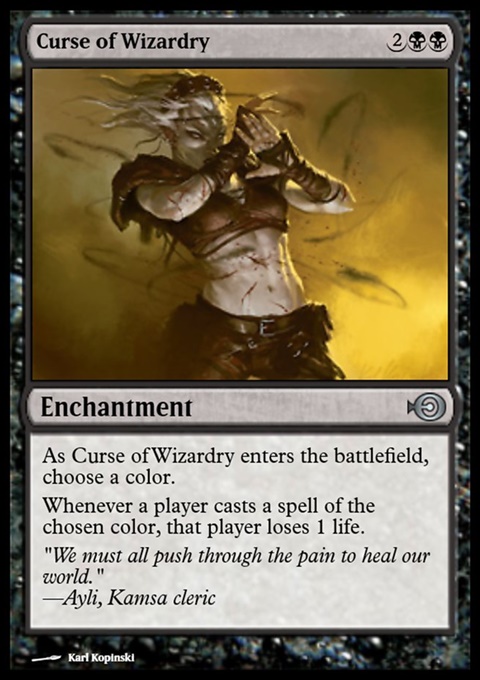 Curse of Wizardry 2
Enchantment
As Curse of Wizardry enters the battlefield,
choose a color.
Whenever a player casts a spell of the
chosen color, that player loses 1 life.
"We must all push through the pain to heal our
world."
—Ayli, Kamsa cleric
Karl Kopinski